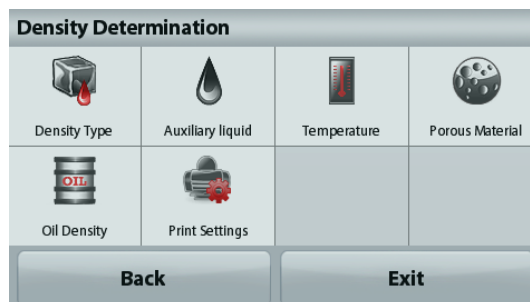 Density Determination
Density Type Auxiliary liquid Temperature Porous Material
OIL
Oil Density Print Settings
Back Exit